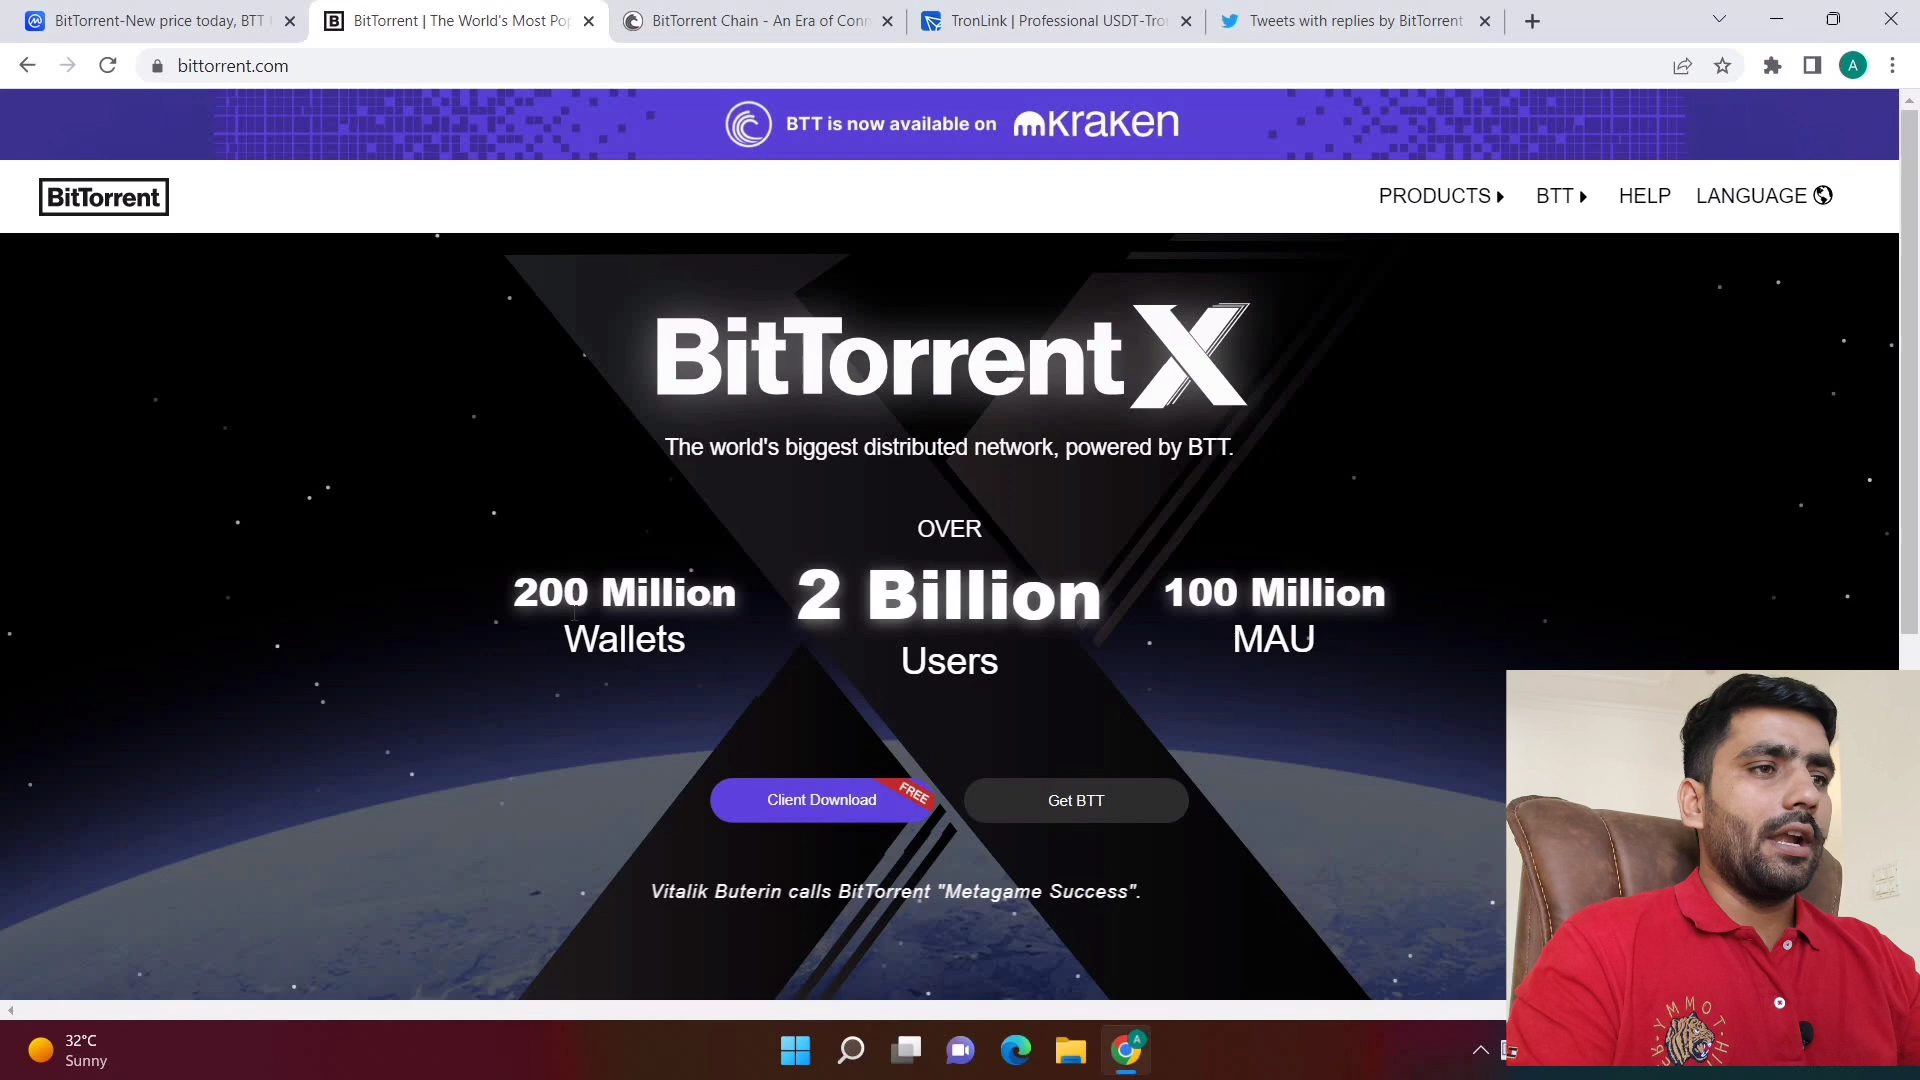 BitTorrent-New price today, BTT
BitTorrent | The World's Most Po
BitTorrent Chain - An Era of Conn
TronLink | Professional USDT-Tro
Tweets with replies by BitTorrent
bittorrent.com
A
BTT is now available on kraken
BitTorrent
PRODUCTS
BTT
HELP
LANGUAGE
BitTorrent X
The world's biggest distributed network, powered by BTT.
OVER
200 Million
Wallets
2 Billion
Users
100 Million
MAU
Client Download
FREE
Get BTT
Vitalik Buterin calls BitTorrent "Metagame Success".
32°C
Sunny
A